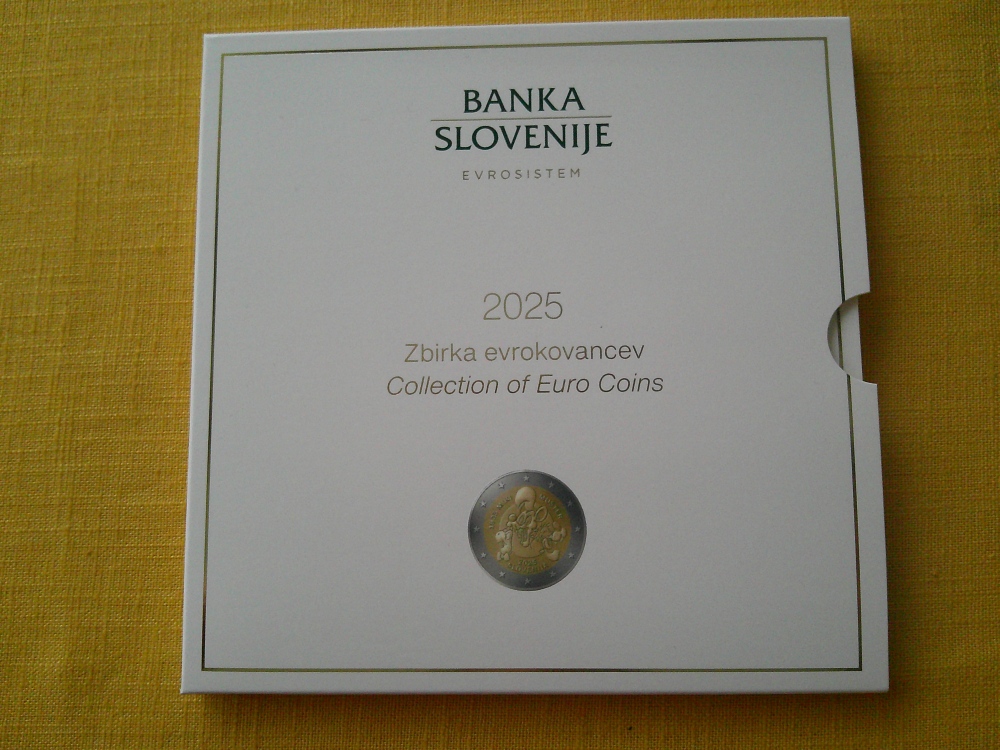 BANKA
SLOVENIJE
EVROSISTEM
2025
Zbirka evrokovancev
Collection of Euro Coins